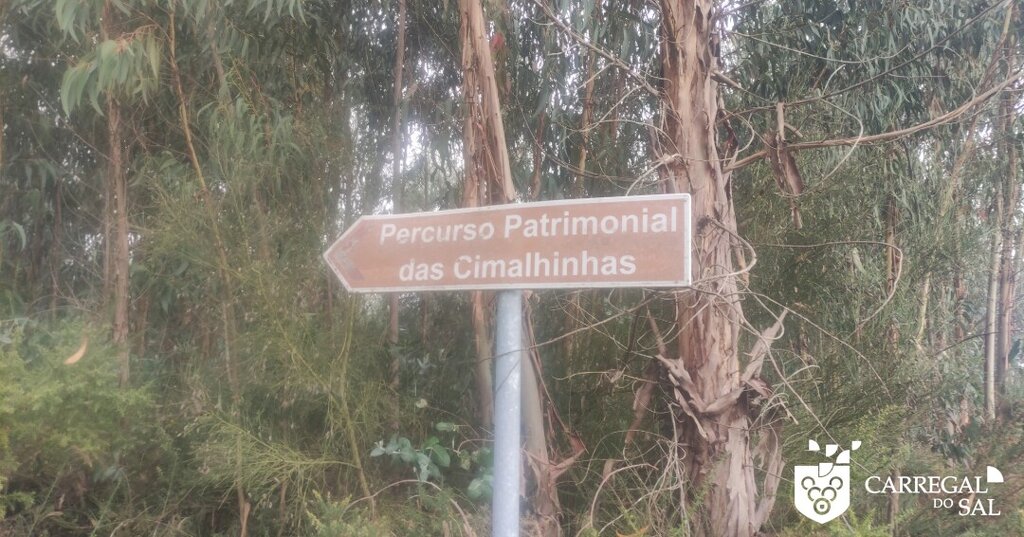 Percurso Patrimonial
das Cimalhinhas
CARREGAL
DO SAL